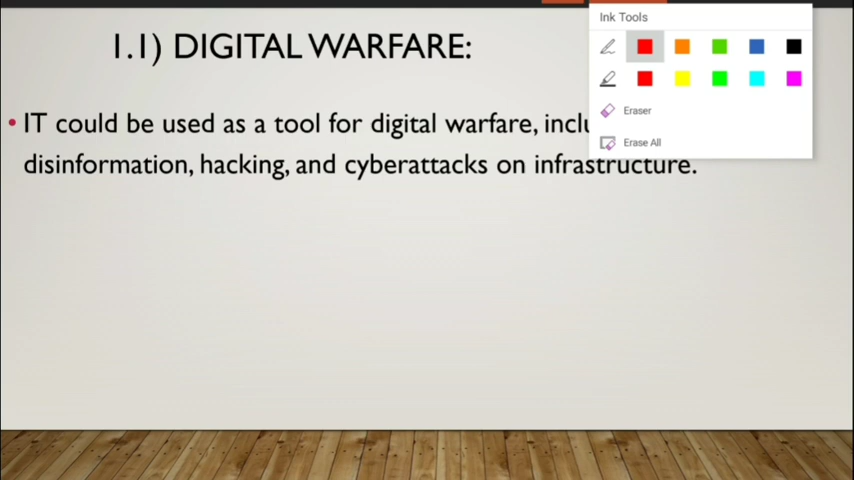 Ink Tools
1.1) DIGITAL WARFARE:
• IT could be used as a tool for digital warfare,
disinformation, hacking, and cyberattacks on infrastructure.
Eraser
Erase All